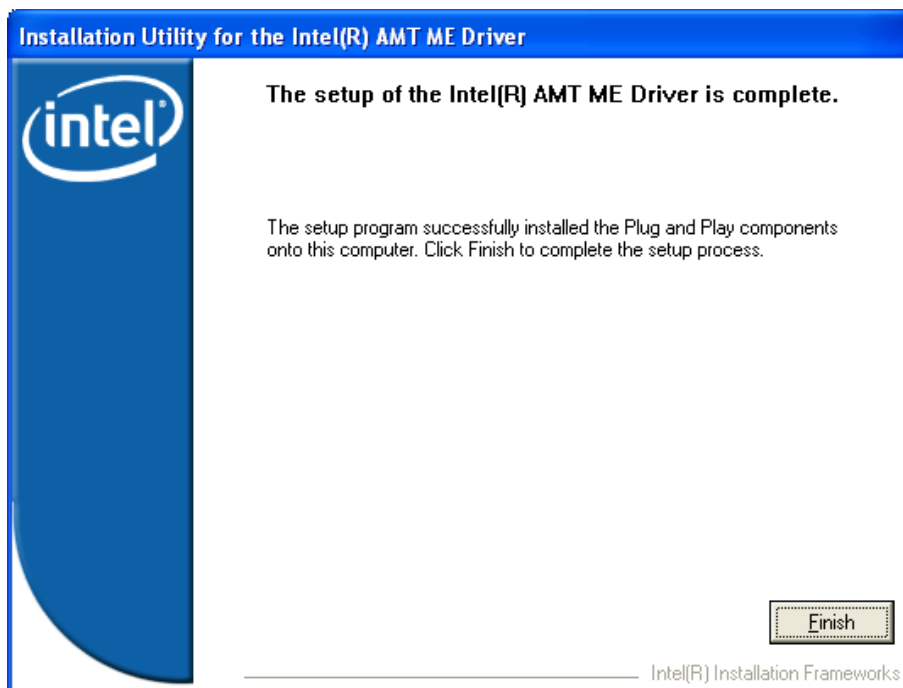 Installation Utility for the Intel(R) AMT ME Driver
intel®
The setup of the Intel(R) AMT ME Driver is complete.
The setup program successfully installed the Plug and Play components
onto this computer. Click Finish to complete the setup process.
Finish
Intel(R) Installation Frameworks